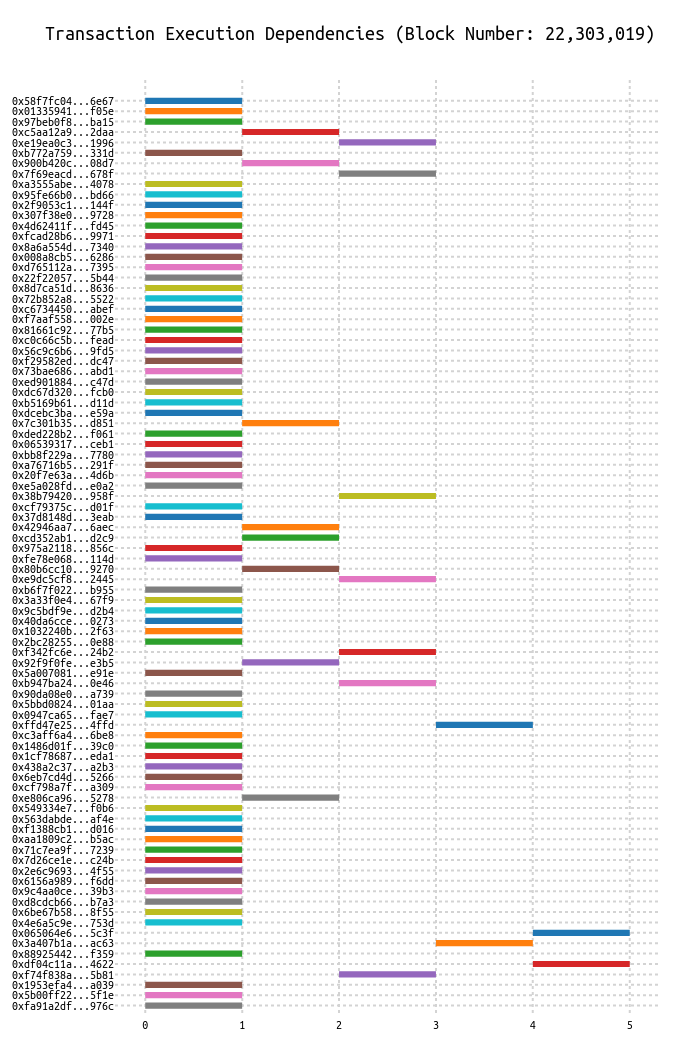 Transaction Execution Dependencies (Block Number: 22,303,019)
0x58f7fc04...6e67
0x01335941...f05e
0x97beb0f8...ba15
0xc5aa12a9...2daa
0xe19ea0c3...1996
0xb772a759...331d
0x900b420c...08d7
0x7f69eacd...678f
0xa3555abe...4078
0x95fe66b0...bd66
0x2f9053c1...144f
0x307f38e0...9728
0x4d62411f...fd45
0xfcad28b6...9971
0x8a6a554d...7340
0x008a8cb5...6286
0xd765112a...7395
0x22f22057...5b44
0x8d7ca51d...8636
0x72b852a8...5522
0xc6734450...abef
0xf7aaf558...002e
0x81661c92...77b5
0xc0c66c5b...fead
0x56c9c6b6...9fd5
0xf29582ed...dc47
0x73bae686...abd1
0xed901884...c47d
0xdc67d320...fcb0
0xb5169b61...d11d
0xdcebc3ba...e59a
0x7c301b35...d851
0xded228b2...f061
0x06539317...ceb1
0xbb8f229a...7780
0xa76716b5...291f
0x20f7e63a...4d6b
0xe5a028fd...e0a2
0x38b79420...958f
0xcf79375c...d01f
0x37d8148d...3eab
0x42946aa7...6aec
0xcd352ab1...d2c9
0x975a2118...856c
0xfe78e068...114d
0x80b6cc10...9270
0xe9dc5cf8...2445
0xb6f7f022...b955
0x3a33f0e4...67f9
0x9c5bdf9e...d2b4
0x40da6cce...0273
0x1032240b...2f63
0x2bc28255...0e88
0xf342fc6e...24b2
0x92f9f0fe...e3b5
0x5a007081...e91e
0xb947ba24...0e46
0x90da08e0...a739
0x5bbd0824...01aa
0x0947ca65...fae7
0xffd47e25...4ffd
0xc3aff6a4...6be8
0x1486d01f...39c0
0x1cf78687...eda1
0x438a2c37...a2b3
0x6eb7cd4d...5266
0xcf798a7f...a309
0xe806ca96...5278
0x549334e7...f0b6
0x563dabde...af4e
0xf1388cb1...d016
0xaa1809c2...b5ac
0x71c7ea9f...7239
0x7d26ce1e...c24b
0x2e6c9693...4f55
0x6156a989...f6dd
0x9c4aa0ce...39b3
0xd8cdcb66...b7a3
0x6be67b58...8f55
0x4e6a5c9e...753d
0x065064e6...5c3f
0x3a407b1a...ac63
0x88925442...f359
0xdf04c11a...4622
0xf74f838a...5b81
0x1953efa4...a039
0x5b00ff22...5f1e
0xfa91a2df...976c
0 1 2 3 4 5